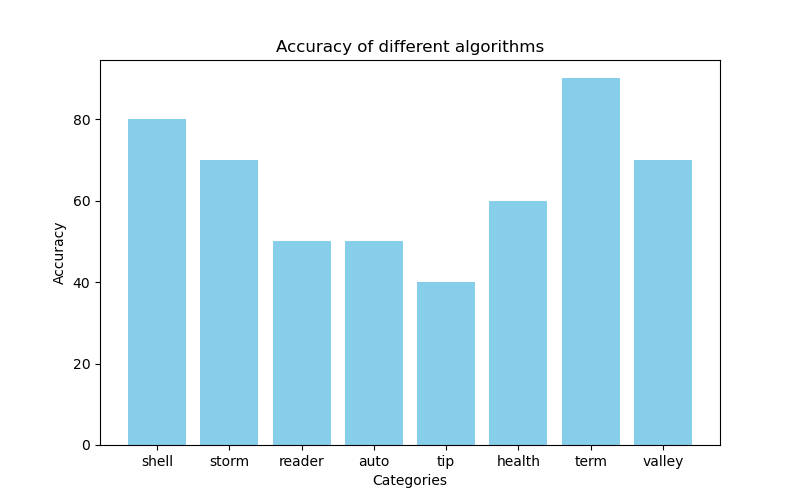 Accuracy of different algorithms
Accuracy
80
60
40
20
0
shell storm reader auto tip health term valley
Categories